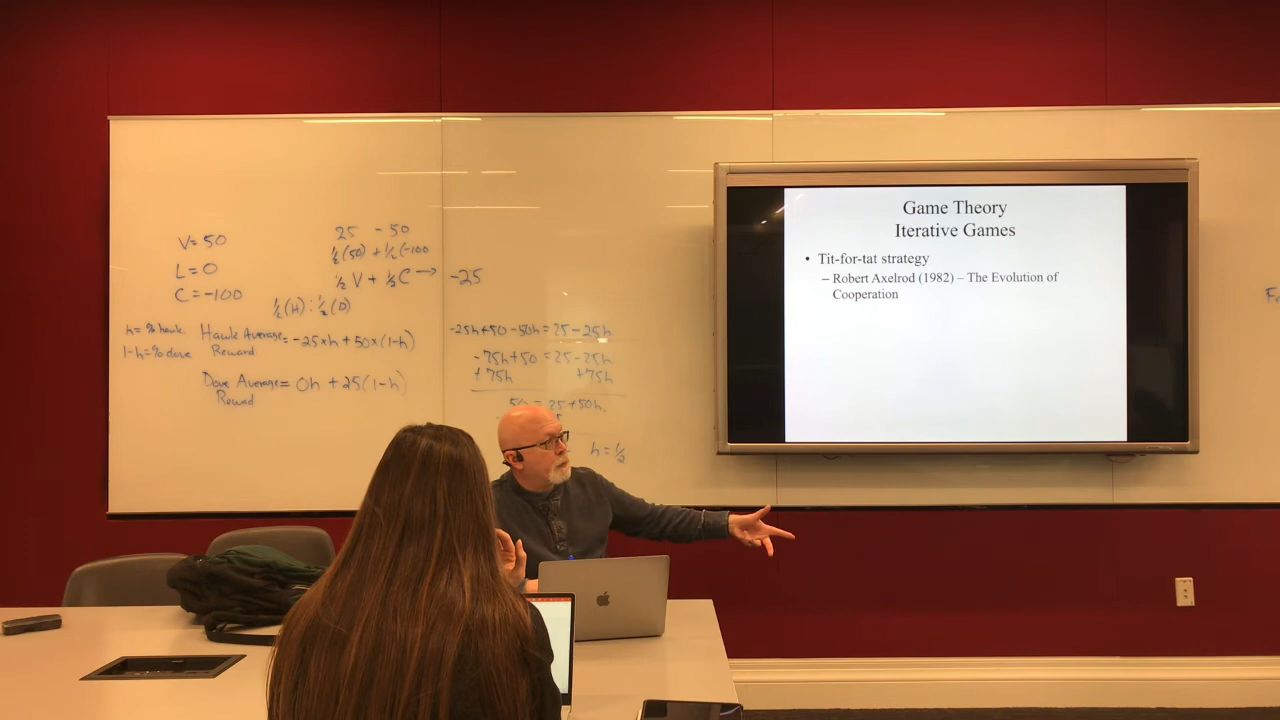 V=50
L=0
C=-100
25 -50
½(50)+½(-100
½V+½C→ -25
½(H):½(D)
h=% hawk
1-h=% dove
Hawk Average = -25×h+50×(1-h)
Reward
Dove Average = 0h+25(1-h)
Reward
-25h+50-50h=25-25h
-75h+50=25-25h
+75h +75h
50=25+50h
h=½
Game Theory
Iterative Games
• Tit-for-tat strategy
– Robert Axelrod (1982) – The Evolution of
Cooperation